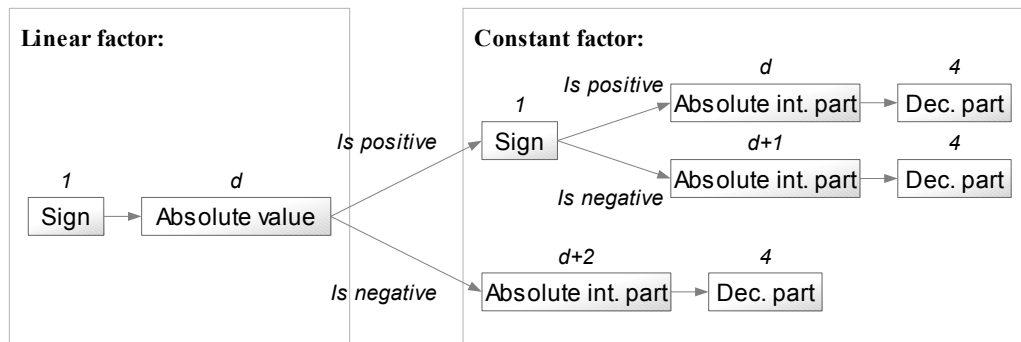 Linear factor:
Constant factor:
d 4
Is positive
Absolute int. part Dec. part
1
Is positive
Sign
d+1 4
Absolute int. part Dec. part
Is negative
1 d
Sign Absolute value
d+2 4
Is negative
Absolute int. part Dec. part